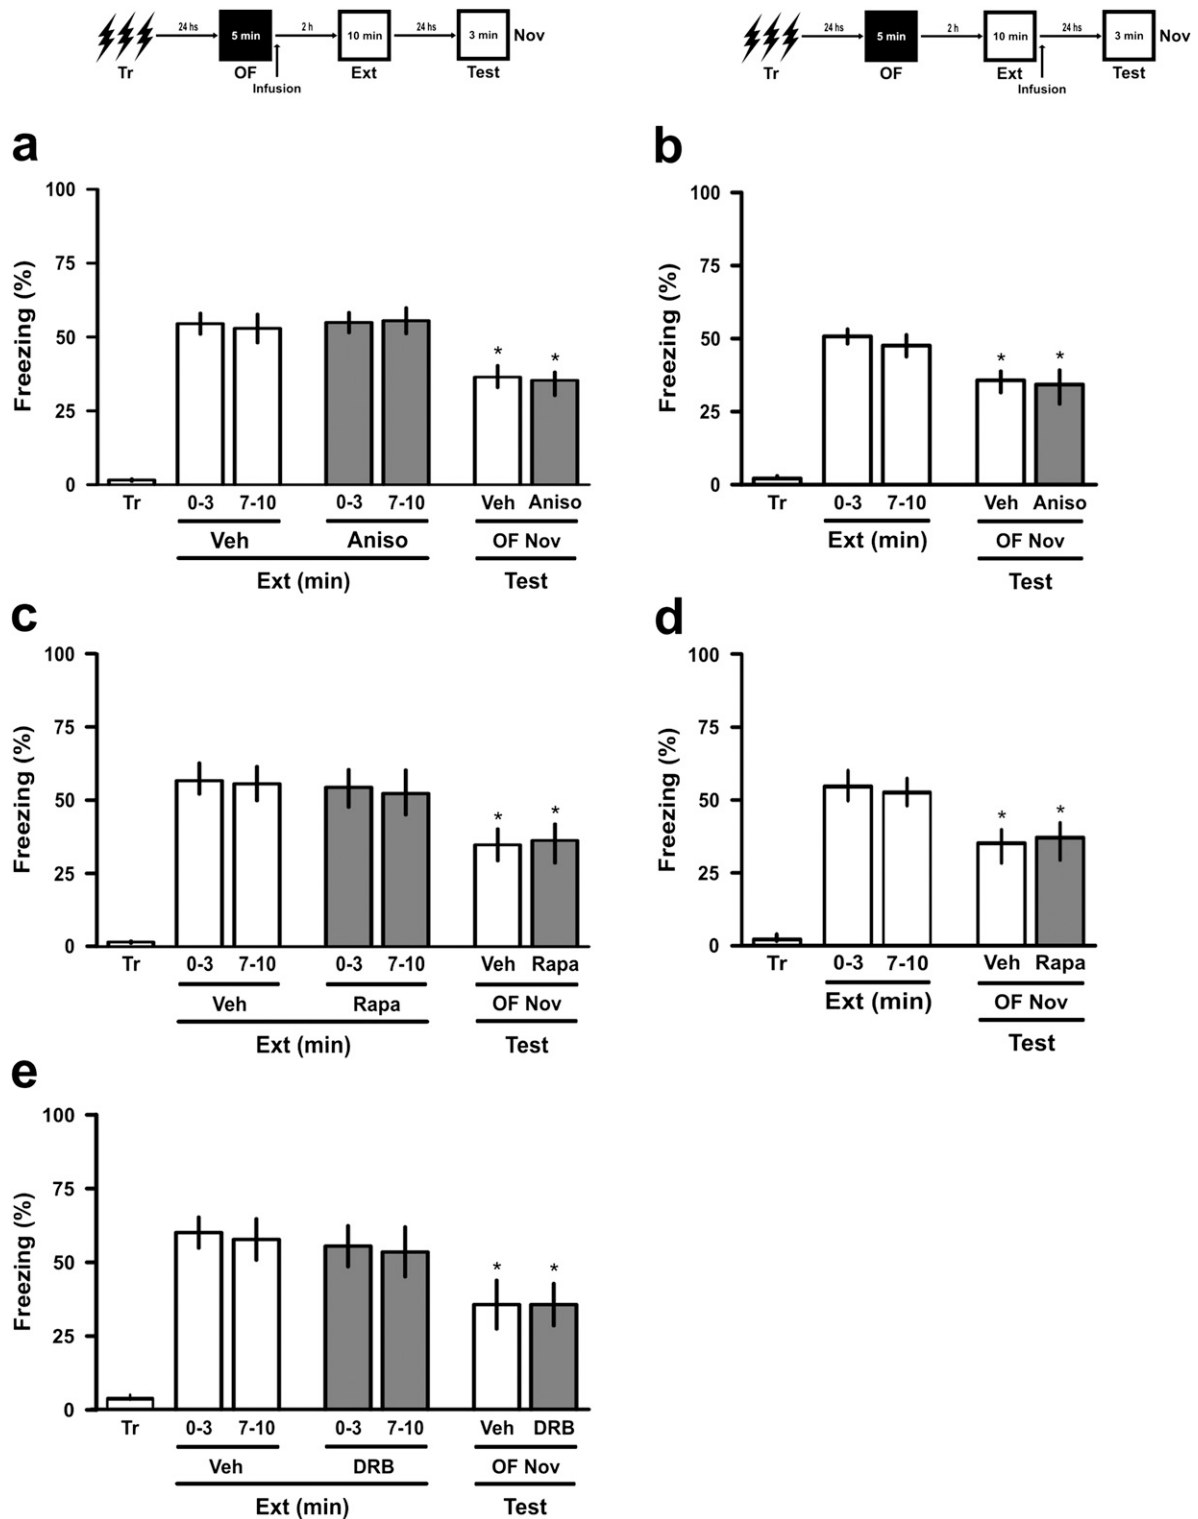 24 hs 5 min 2 h 10 min 24 hs 3 min Nov
Tr OF Ext Test
Infusion
24 hs 5 min 2 h 10 min 24 hs 3 min Nov
Tr OF Ext Test
Infusion
a
Freezing (%)
100
75
50
25
0
* *
Tr 0-3 7-10 0-3 7-10 Veh Aniso
Veh Aniso OF Nov
Ext (min) Test
b
Freezing (%)
100
75
50
25
0
* *
Tr 0-3 7-10 Veh Aniso
Ext (min) OF Nov
Test
c
Freezing (%)
100
75
50
25
0
* *
Tr 0-3 7-10 0-3 7-10 Veh Rapa
Veh Rapa OF Nov
Ext (min) Test
d
Freezing (%)
100
75
50
25
0
* *
Tr 0-3 7-10 Veh Rapa
Ext (min) OF Nov
Test
e
Freezing (%)
100
75
50
25
0
* *
Tr 0-3 7-10 0-3 7-10 Veh DRB
Veh DRB OF Nov
Ext (min) Test